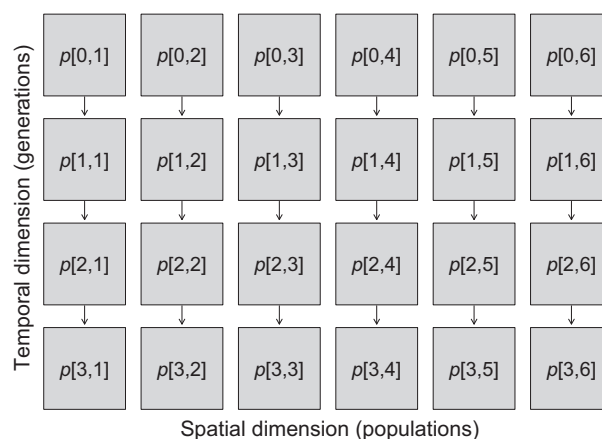 Temporal dimension (generations)
p[0,1] p[0,2] p[0,3] p[0,4] p[0,5] p[0,6]
p[1,1] p[1,2] p[1,3] p[1,4] p[1,5] p[1,6]
p[2,1] p[2,2] p[2,3] p[2,4] p[2,5] p[2,6]
p[3,1] p[3,2] p[3,3] p[3,4] p[3,5] p[3,6]
Spatial dimension (populations)